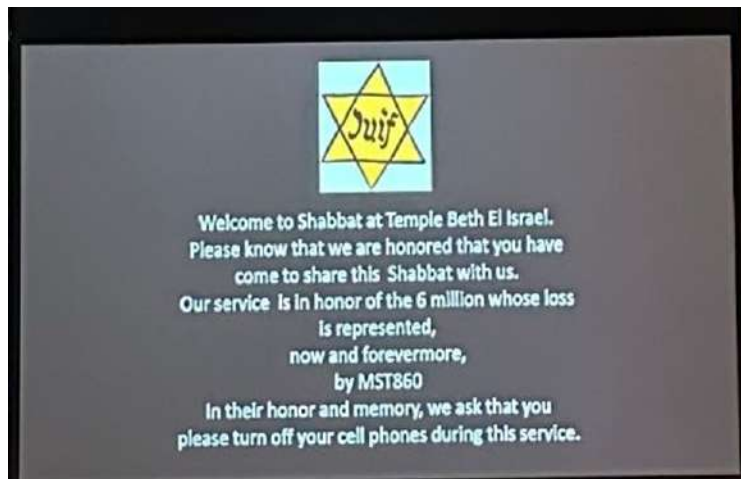 Juif
Welcome to Shabbat at Temple Beth El Israel.
Please know that we are honored that you have
come to share this Shabbat with us.
Our service is in honor of the 6 million whose loss
is represented,
now and forevermore,
by MST860
In their honor and memory, we ask that you
please turn off your cell phones during this service.